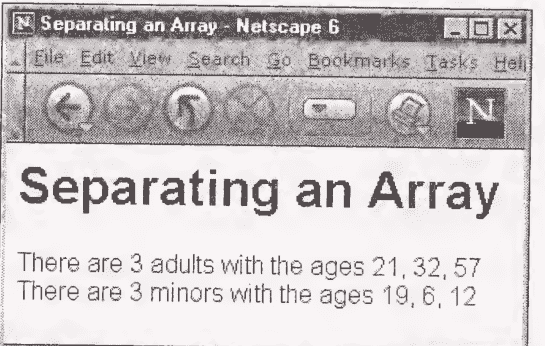 N Separating an Array - Netscape 6
File Edit View Search Go Bookmarks Tasks Help
N
Separating an Array
There are 3 adults with the ages 21, 32, 57
There are 3 minors with the ages 19, 6, 12